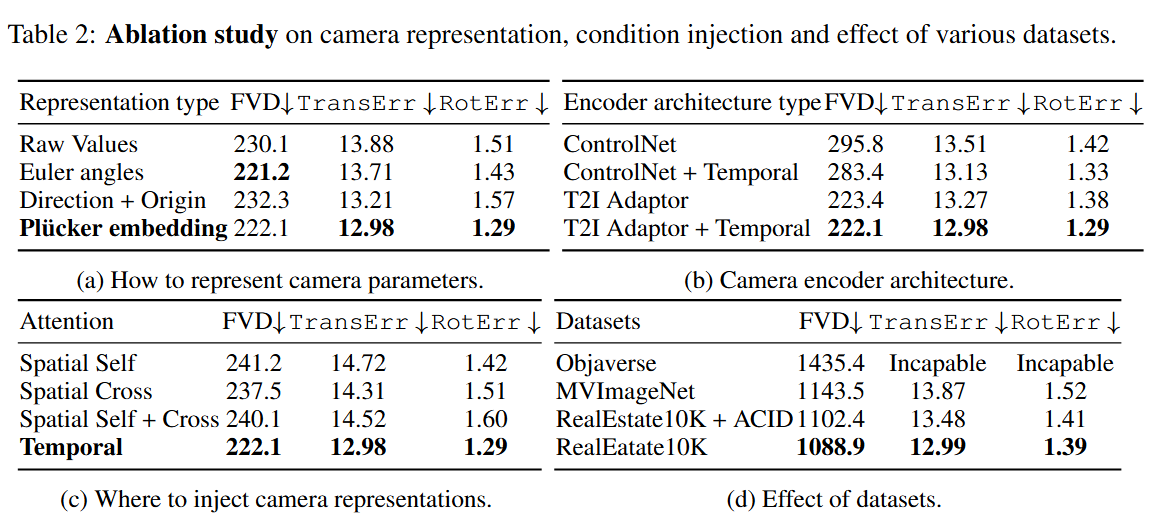 Table 2: Ablation study on camera representation, condition injection and effect of various datasets.
Representation type FVD↓ TransErr ↓ RotErr ↓
Raw Values 230.1 13.88 1.51
Euler angles 221.2 13.71 1.43
Direction + Origin 232.3 13.21 1.57
Plücker embedding 222.1 12.98 1.29
(a) How to represent camera parameters.
Encoder architecture type FVD↓ TransErr ↓ RotErr ↓
ControlNet 295.8 13.51 1.42
ControlNet + Temporal 283.4 13.13 1.33
T2I Adaptor 223.4 13.27 1.38
T2I Adaptor + Temporal 222.1 12.98 1.29
(b) Camera encoder architecture.
Attention FVD↓ TransErr ↓ RotErr ↓
Spatial Self 241.2 14.72 1.42
Spatial Cross 237.5 14.31 1.51
Spatial Self + Cross 240.1 14.52 1.60
Temporal 222.1 12.98 1.29
(c) Where to inject camera representations.
Datasets FVD↓ TransErr ↓ RotErr ↓
Objaverse 1435.4 Incapable Incapable
MVImageNet 1143.5 13.87 1.52
RealEstate10K + ACID 1102.4 13.48 1.41
RealEatate10K 1088.9 12.99 1.39
(d) Effect of datasets.